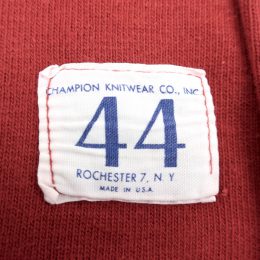 CHAMPION KNITWEAR CO., INC.
44
ROCHESTER 7, N. Y.
MADE IN U.S.A.